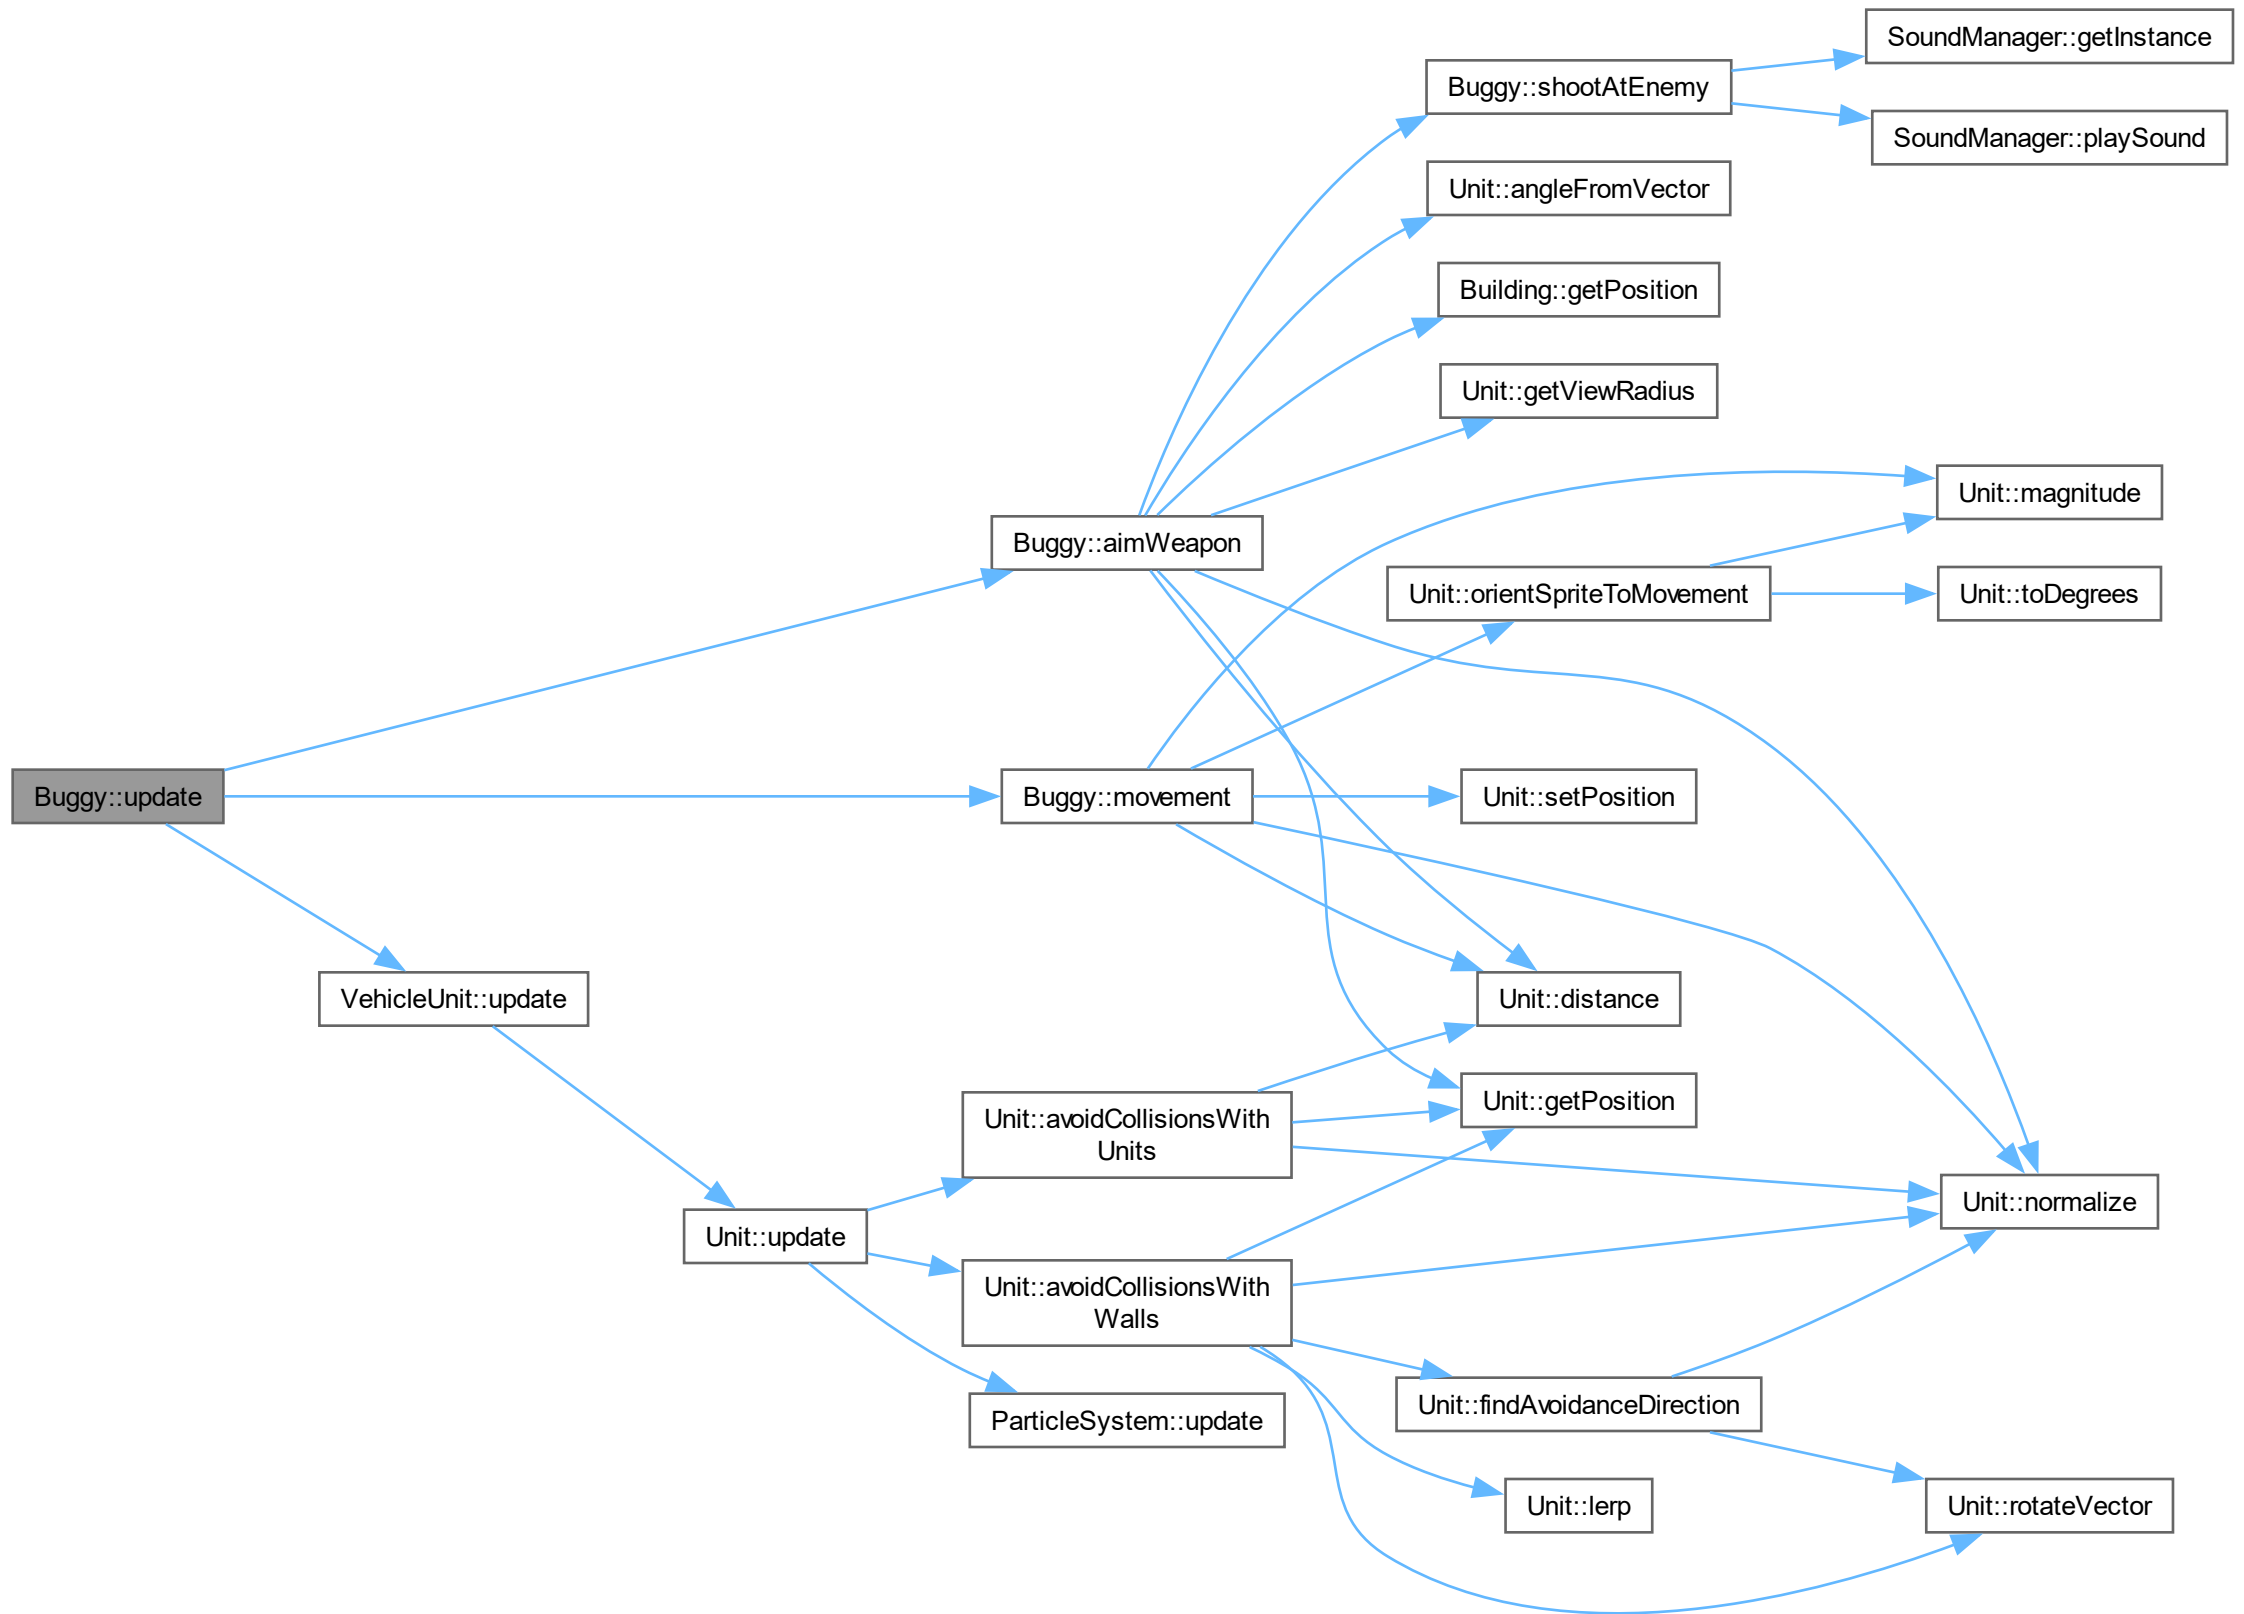 SoundManager::getInstance
Buggy::shootAtEnemy
SoundManager::playSound
Unit::angleFromVector
Building::getPosition
Unit::getViewRadius
Unit::magnitude
Buggy::aimWeapon
Unit::orientSpriteToMovement
Unit::toDegrees
Buggy::update
Buggy::movement
Unit::setPosition
VehicleUnit::update
Unit::distance
Unit::getPosition
Unit::avoidCollisionsWith
Units
Unit::normalize
Unit::update
Unit::avoidCollisionsWith
Walls
Unit::findAvoidanceDirection
ParticleSystem::update
Unit::lerp
Unit::rotateVector